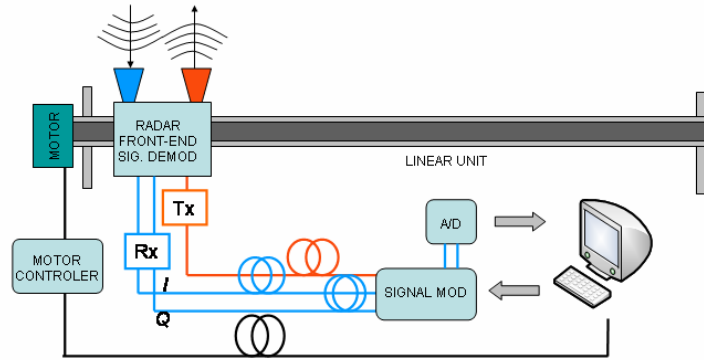 RADAR
FRONT-END
SIG. DEMOD
MOTOR
LINEAR UNIT
Tx
A/D
Rx
MOTOR
CONTROLER
I
SIGNAL MOD
Q